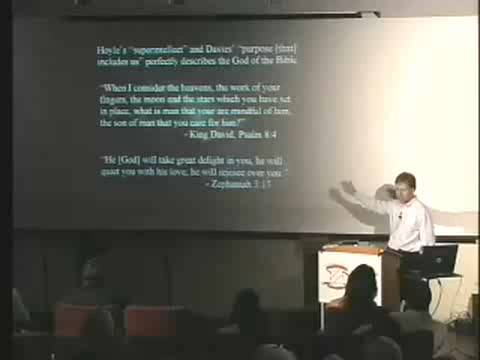 Hoyle's "superintellect" and Davies' "purpose [that]
includes us" perfectly describes the God of the Bible
"When I consider the heavens, the work of your
fingers, the moon and the stars which you have set
in place, what is man that your are mindful of him,
the son of man that you care for him?"
- King David, Psalm 8:4
"He [God] will take great delight in you, he will
quiet you with his love, he will rejoice over you."
- Zephaniah 3:17